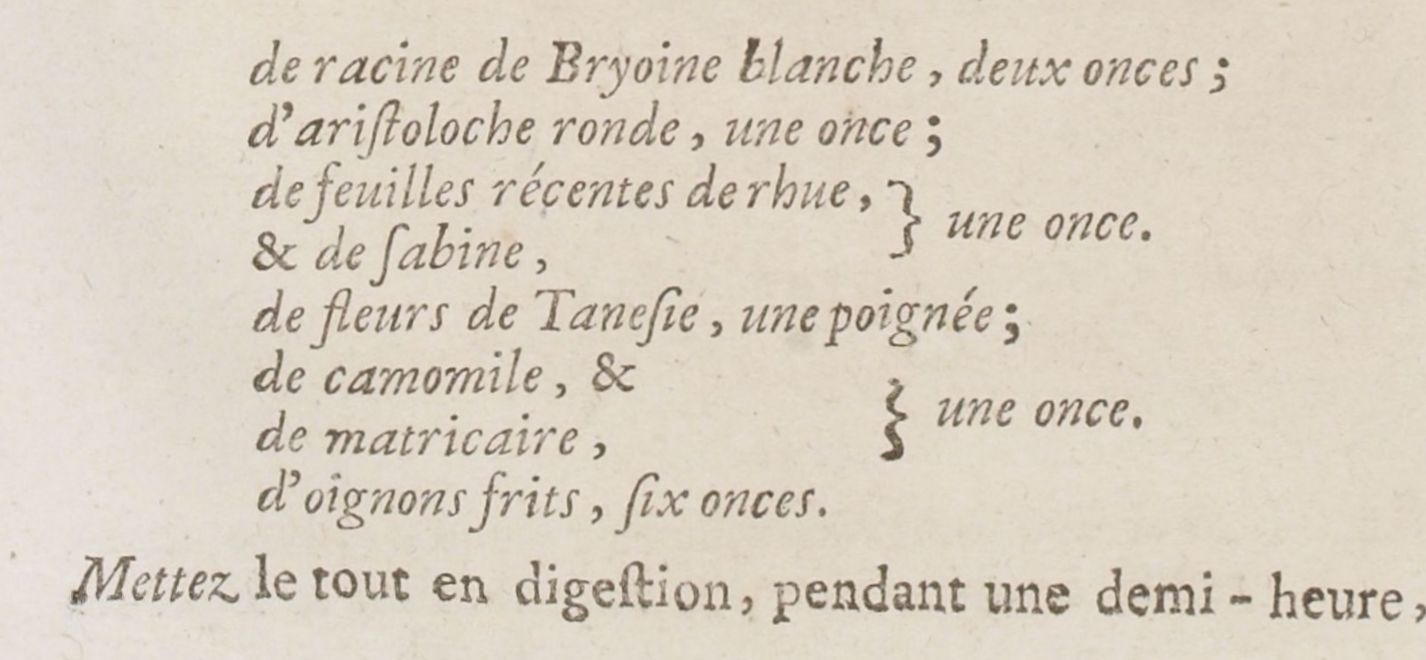 de racine de Bryoine blanche, deux onces;
d'ariſtoloche ronde, une once;
de feuilles récentes de rhue, } une once.
& de ſabine,
de fleurs de Taneſie, une poignée;
de camomile, & } une once.
de matricaire,
d'oignons frits, ſix onces.
Mettez le tout en digeſtion, pendant une demi-heure,